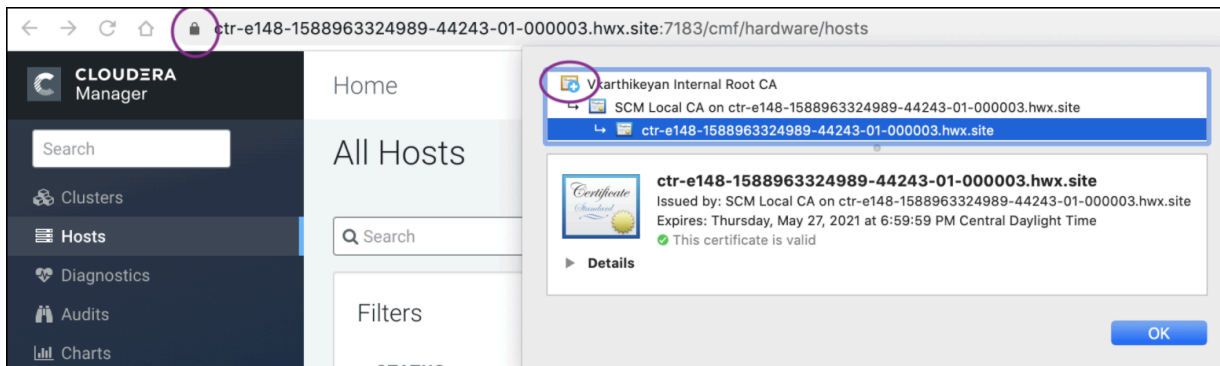 ctr-e148-1588963324989-44243-01-000003.hwx.site:7183/cmf/hardware/hosts
CLOUDERA
Manager
Search
Clusters
Hosts
Diagnostics
Audits
Charts
Home
All Hosts
Search
Filters
Vkarthikeyan Internal Root CA
SCM Local CA on ctr-e148-1588963324989-44243-01-000003.hwx.site
ctr-e148-1588963324989-44243-01-000003.hwx.site
Certificate
Standard
ctr-e148-1588963324989-44243-01-000003.hwx.site
Issued by: SCM Local CA on ctr-e148-1588963324989-44243-01-000003.hwx.site
Expires: Thursday, May 27, 2021 at 6:59:59 PM Central Daylight Time
This certificate is valid
Details
OK